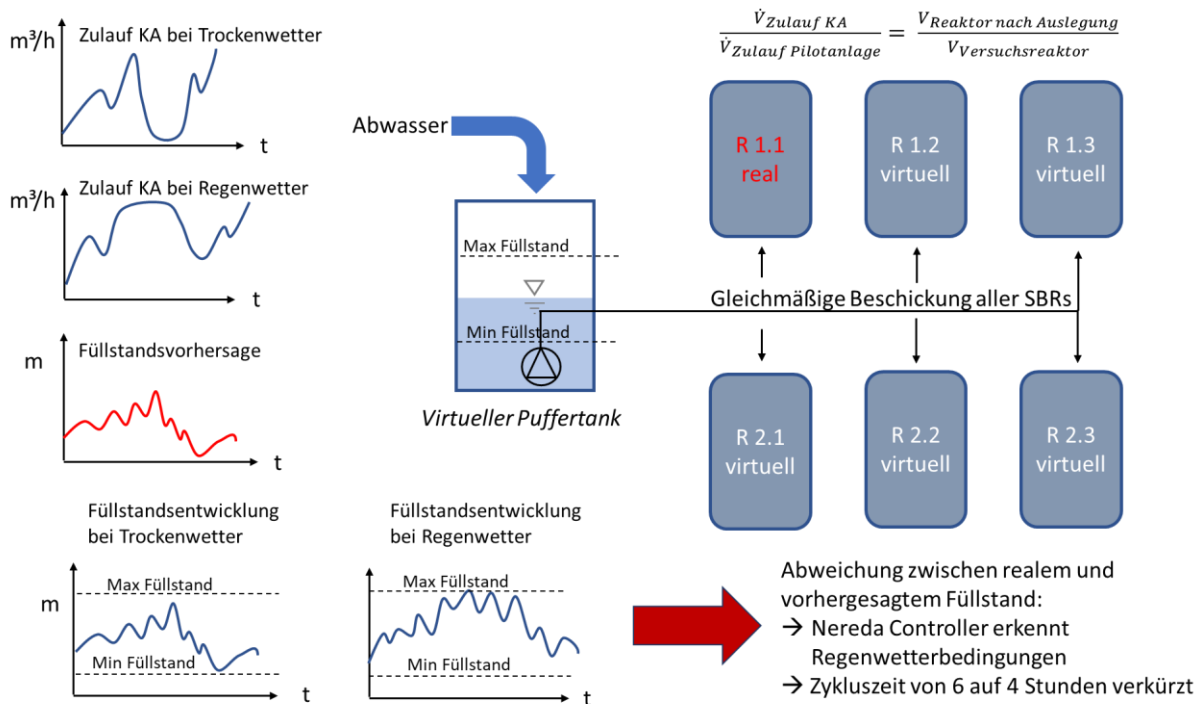 m³/h
Zulauf KA bei Trockenwetter
t
m³/h
Zulauf KA bei Regenwetter
t
Füllstandsvorhersage
m
t
Füllstandsentwicklung
bei Trockenwetter
Max Füllstand
m
Min Füllstand
t
Füllstandsentwicklung
bei Regenwetter
Max Füllstand
Min Füllstand
t
Abwasser
Max Füllstand
Min Füllstand
Virtueller Puffertank
V̇Zulauf KA / V̇Zulauf Pilotanlage = VReaktor nach Auslegung / VVersuchsreaktor
R 1.1
real
R 1.2
virtuell
R 1.3
virtuell
Gleichmäßige Beschickung aller SBRs
R 2.1
virtuell
R 2.2
virtuell
R 2.3
virtuell
Abweichung zwischen realem und
vorhergesagtem Füllstand:
→ Nereda Controller erkennt
Regenwetterbedingungen
→ Zykluszeit von 6 auf 4 Stunden verkürzt